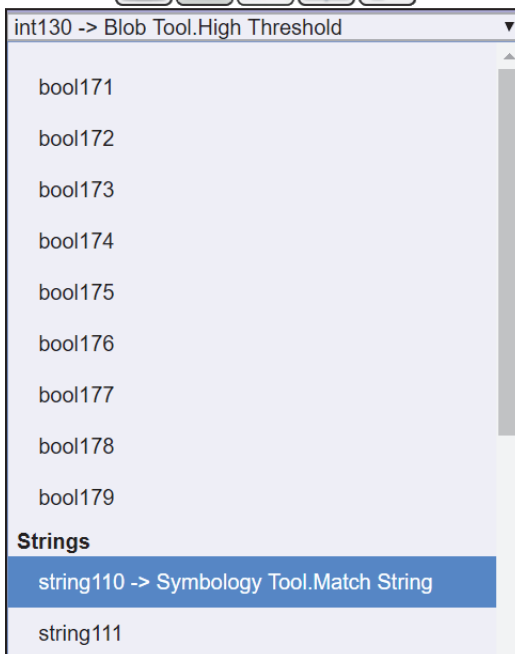 int130 -> Blob Tool.High Threshold
bool171
bool172
bool173
bool174
bool175
bool176
bool177
bool178
bool179
Strings
string110 -> Symbology Tool.Match String
string111